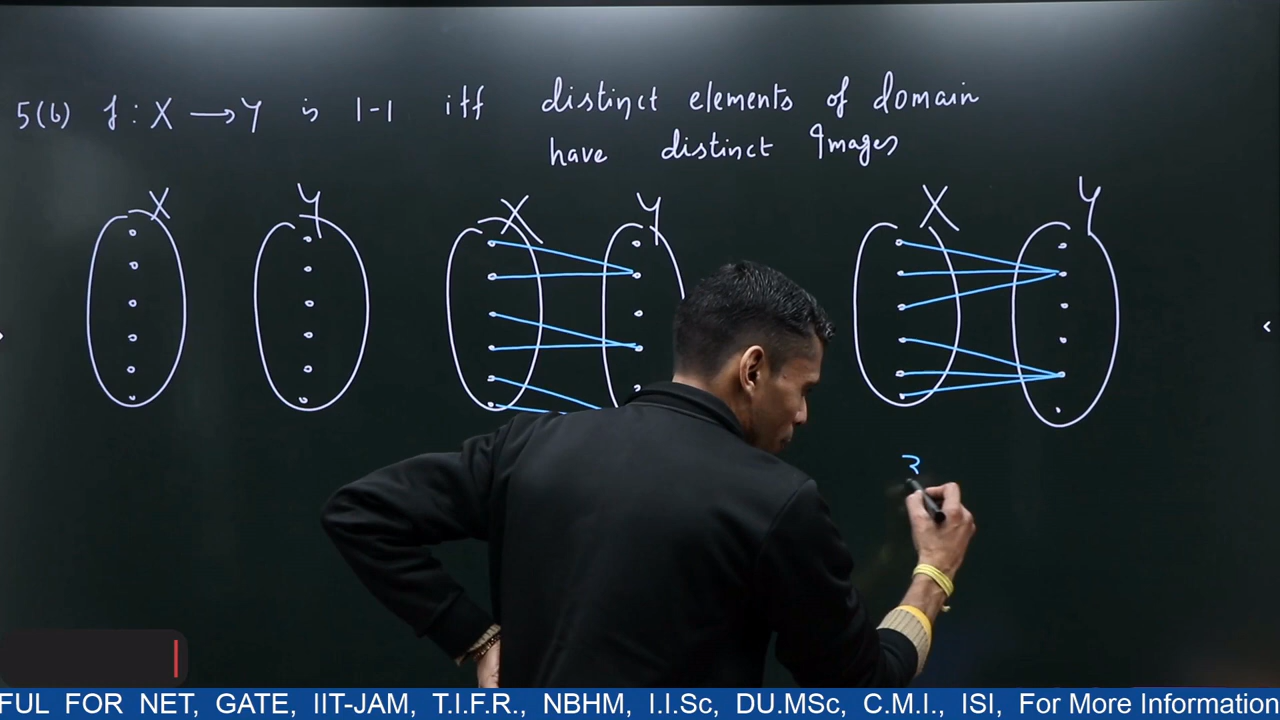 5(b) f : X → Y is 1-1 iff distinct elements of domain
have distinct Images
X Y X Y X Y
3
FUL FOR NET, GATE, IIT-JAM, T.I.F.R., NBHM, I.I.Sc, DU.MSc, C.M.I., ISI, For More Information